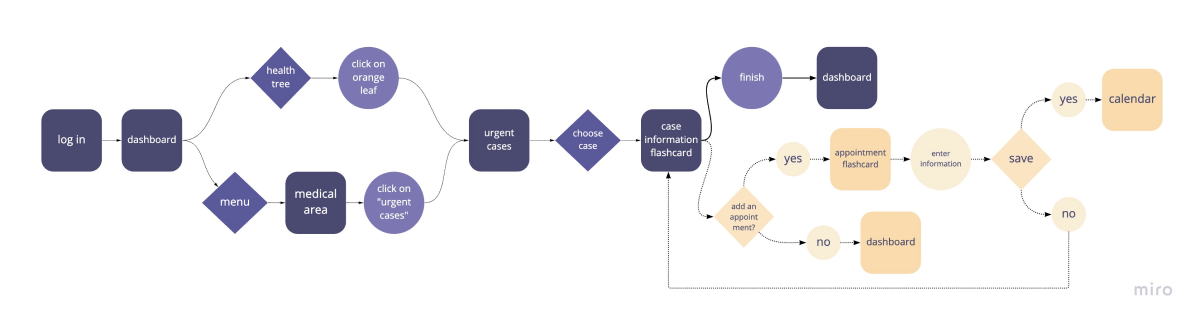 log in
dashboard
health
tree
click on
orange
leaf
menu
medical
area
click on
"urgent
cases"
urgent
cases
choose
case
case
information
flashcard
finish
dashboard
add an
appoint
ment?
yes
appointment
flashcard
enter
information
save
yes
calendar
no
no
dashboard
miro